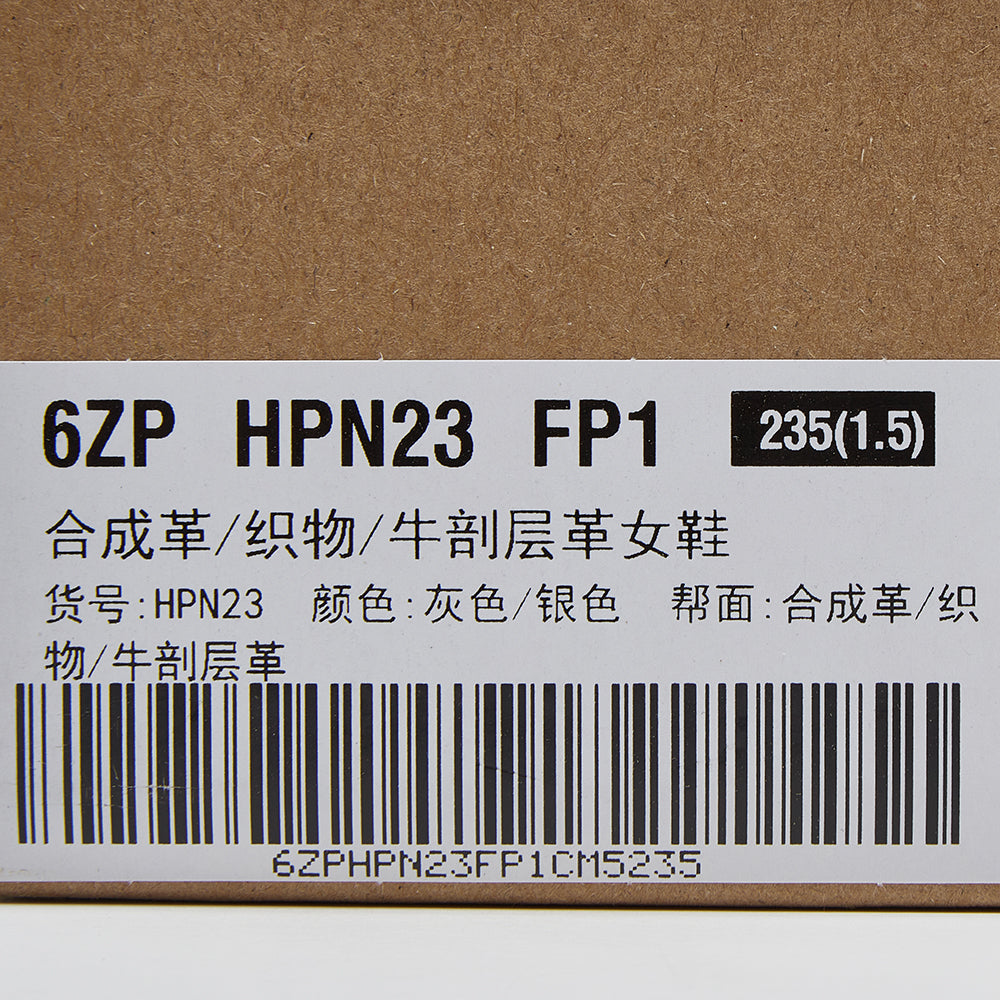 6ZP HPN23 FP1 235(1.5)
合成革/织物/牛剖层革女鞋
货号:HPN23 颜色:灰色/银色 帮面:合成革/织
物/牛剖层革
6ZPHPN23FP1CM5235